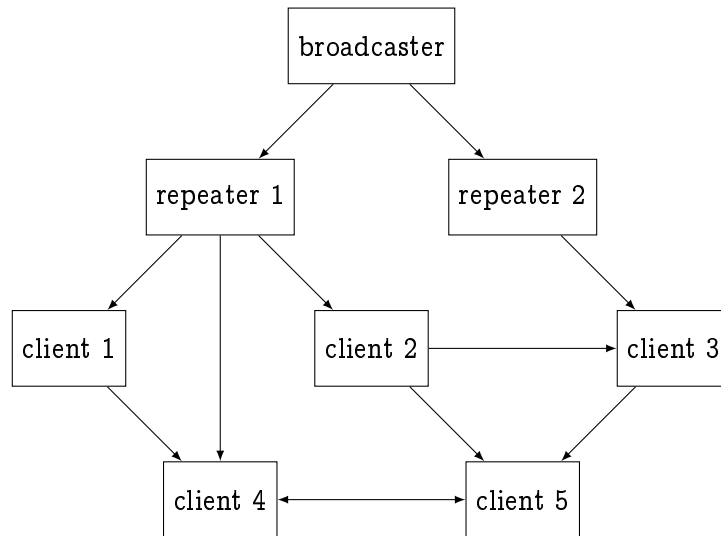 broadcaster
repeater 1
repeater 2
client 1
client 2
client 3
client 4
client 5